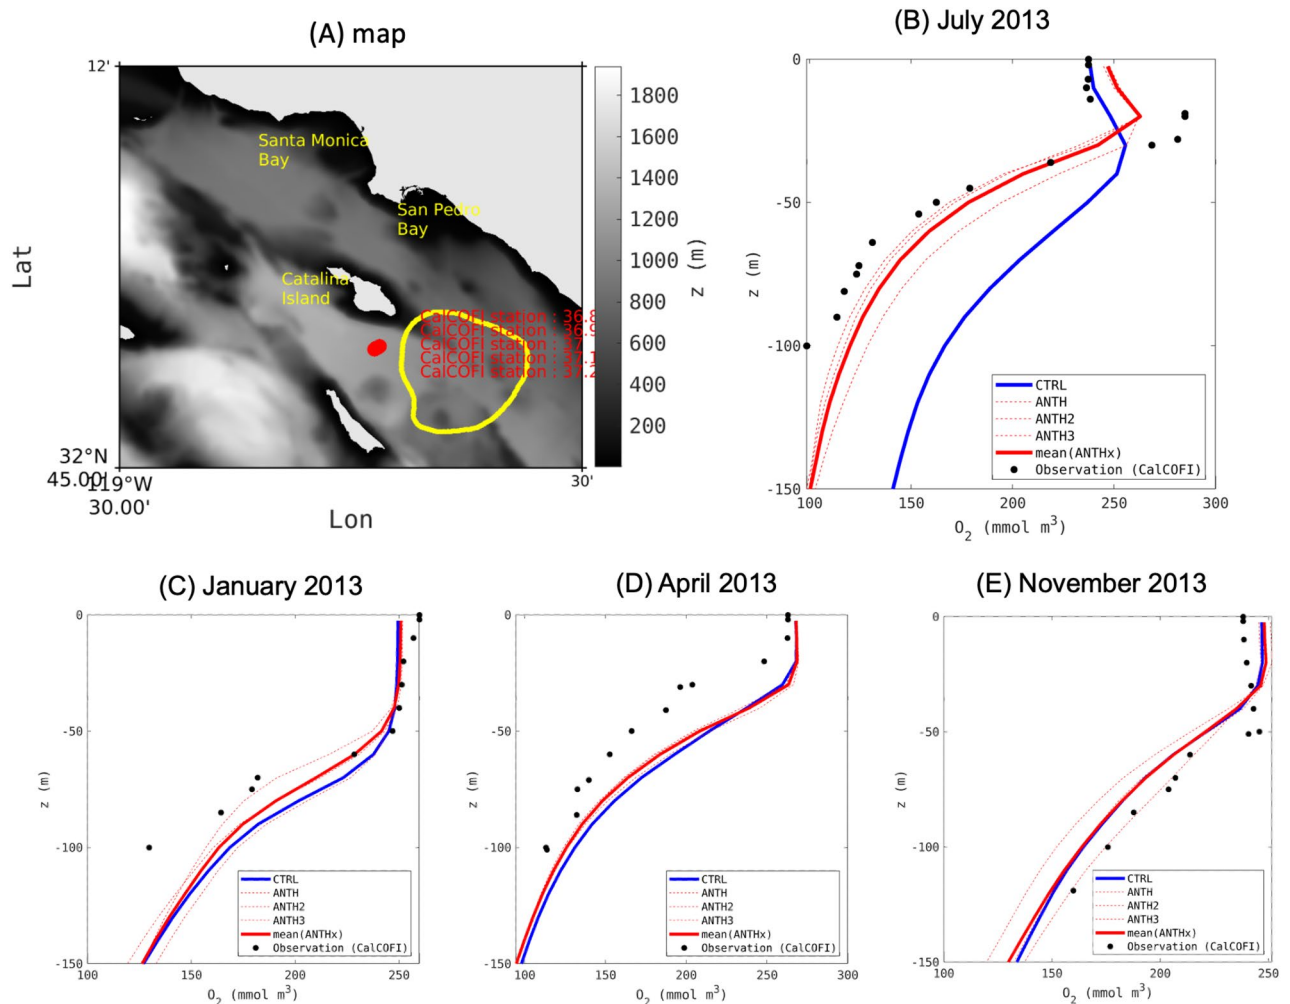 (A) map
12'
Santa Monica
Bay
San Pedro
Bay
Catalina
Island
CalCOFI station : 36.8
CalCOFI station : 36.9
CalCOFI station :
CalCOFI station : 37.1
CalCOFI station : 37.2
Lat
32°N
45.00'
119°W
30.00'
30'
Lon
1800
1600
1400
1200
1000
800
600
400
200
z (m)
(B) July 2013
0
-50
-100
-150
z (m)
100
150
200
250
300
O2 (mmol m3)
CTRL
ANTH
ANTH2
ANTH3
mean(ANTHx)
Observation (CalCOFI)
(C) January 2013
0
-50
-100
-150
z (m)
100
150
200
250
O2 (mmol m3)
CTRL
ANTH
ANTH2
ANTH3
mean(ANTHx)
Observation (CalCOFI)
(D) April 2013
0
-50
-100
-150
z (m)
100
150
200
250
300
O2 (mmol m3)
CTRL
ANTH
ANTH2
ANTH3
mean(ANTHx)
Observation (CalCOFI)
(E) November 2013
0
-50
-100
-150
z (m)
100
150
200
250
O2 (mmol m3)
CTRL
ANTH
ANTH2
ANTH3
mean(ANTHx)
Observation (CalCOFI)